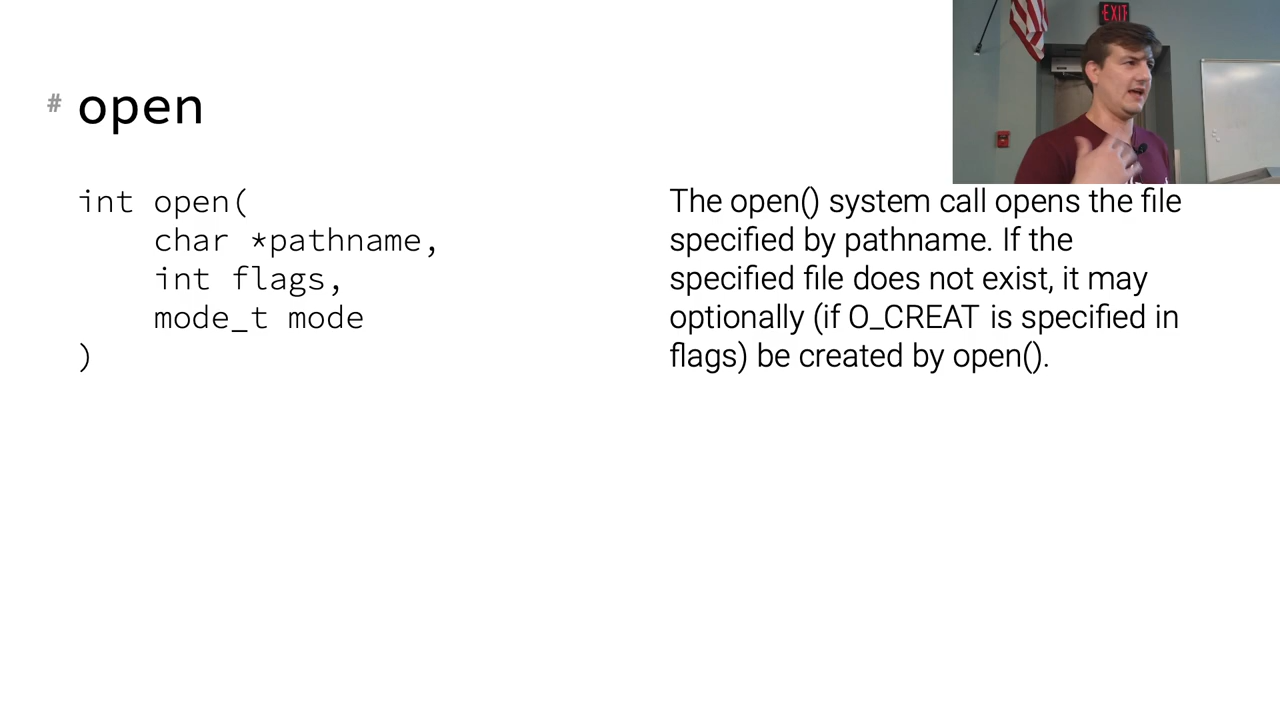 # open
int open(
    char *pathname,
    int flags,
    mode_t mode
)
The open() system call opens the file
specified by pathname. If the
specified file does not exist, it may
optionally (if O_CREAT is specified in
flags) be created by open().
EXIT